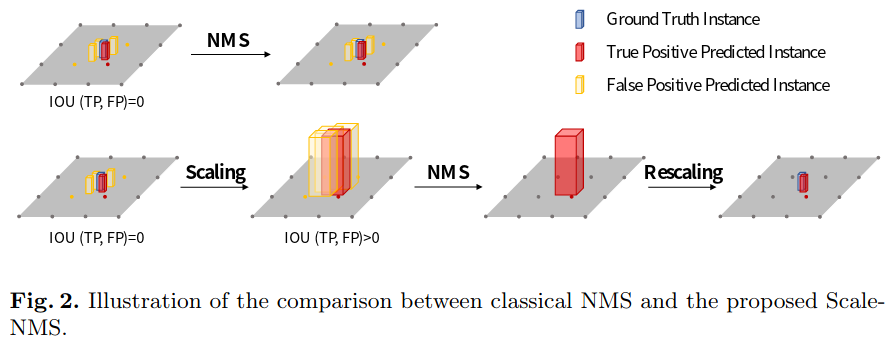 NMS
IOU (TP, FP)=0
Ground Truth Instance
True Positive Predicted Instance
False Positive Predicted Instance
Scaling
NMS
Rescaling
IOU (TP, FP)=0
IOU (TP, FP)>0
Fig. 2. Illustration of the comparison between classical NMS and the proposed Scale-
NMS.